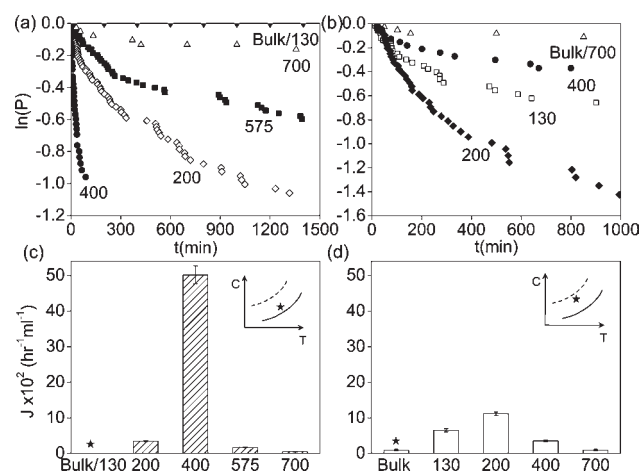 (a)
0.0
-0.2
-0.4
-0.6
-0.8
-1.0
-1.2
ln(P)
Bulk/130
700
575
200
400
0 300 600 900 1200 1500
t(min)
(b)
0.0
-0.2
-0.4
-0.6
-0.8
-1.0
-1.2
-1.4
-1.6
Bulk/700
400
130
200
0 200 400 600 800 1000
t(min)
(c)
50
40
30
20
10
0
J x10² (hr⁻¹ml⁻¹)
C
T
Bulk/130 200 400 575 700
(d)
50
40
30
20
10
0
C
T
Bulk 130 200 400 700